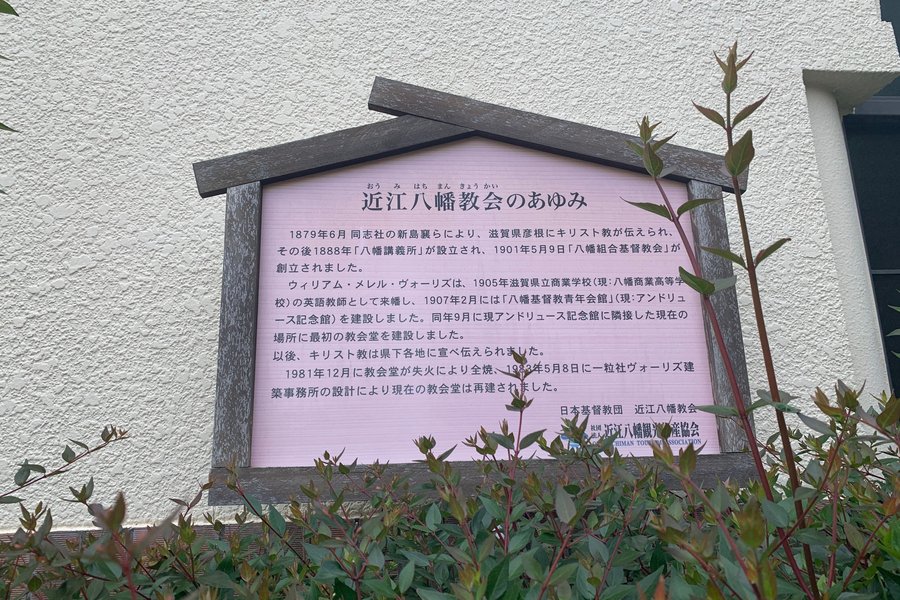 おうみ はちまんきょうかい
近江八幡教会のあゆみ
1879年6月 同志社の新島襄らにより、滋賀県彦根にキリスト教が伝えられ、
その後1888年「八幡講義所」が設立され、1901年5月9日「八幡組合基督教会」が
創立されました。
ウィリアム・メレル・ヴォーリズは、1905年滋賀県立商業学校(現:八幡商業高等学
校)の英語教師として来幡し、1907年2月には「八幡基督教青年会館」(現:アンドリュ
ース記念館)を建設しました。同年9月に現アンドリュース記念館に隣接した現在の
場所に最初の教会堂を建設しました。
以後、キリスト教は県下各地に宣べ伝えられました。
1981年12月に教会堂が失火により全焼、1983年5月8日に一粒社ヴォーリズ建
築事務所の設計により現在の教会堂は再建されました。
日本基督教団 近江八幡教会
近江八幡観光物産協会
ASSOCIATION